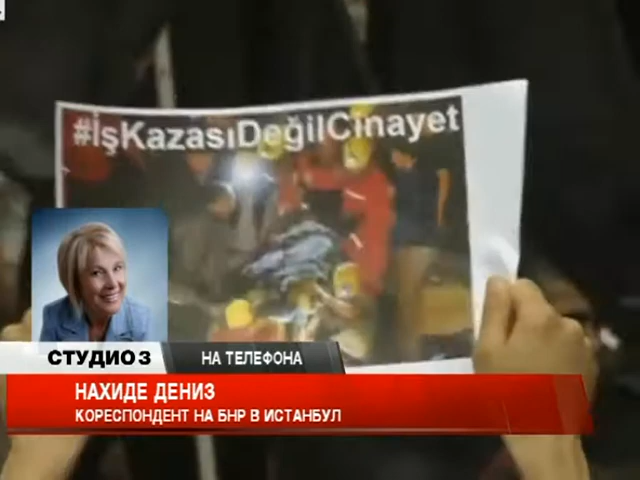 #İşKazasıDeğilCinayet
СТУДИО 3
НА ТЕЛЕФОНА
НАХИДЕ ДЕНИЗ
КОРЕСПОНДЕНТ НА БНР В ИСТАНБУЛ